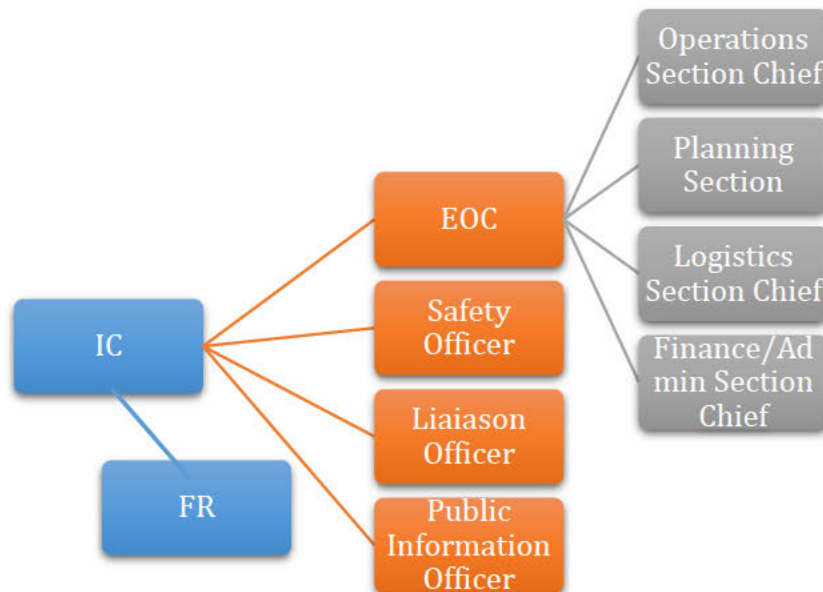 IC
FR
EOC
Safety
Officer
Liaiason
Officer
Public
Information
Officer
Operations
Section Chief
Planning
Section
Logistics
Section Chief
Finance/Ad
min Section
Chief